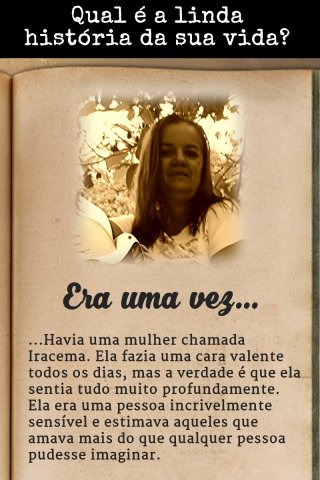 Qual é a linda
história da sua vida?
Era uma vez...
...Havia uma mulher chamada
Iracema. Ela fazia uma cara valente
todos os dias, mas a verdade é que ela
sentia tudo muito profundamente.
Ela era uma pessoa incrivelmente
sensível e estimava aqueles que
amava mais do que qualquer pessoa
pudesse imaginar.